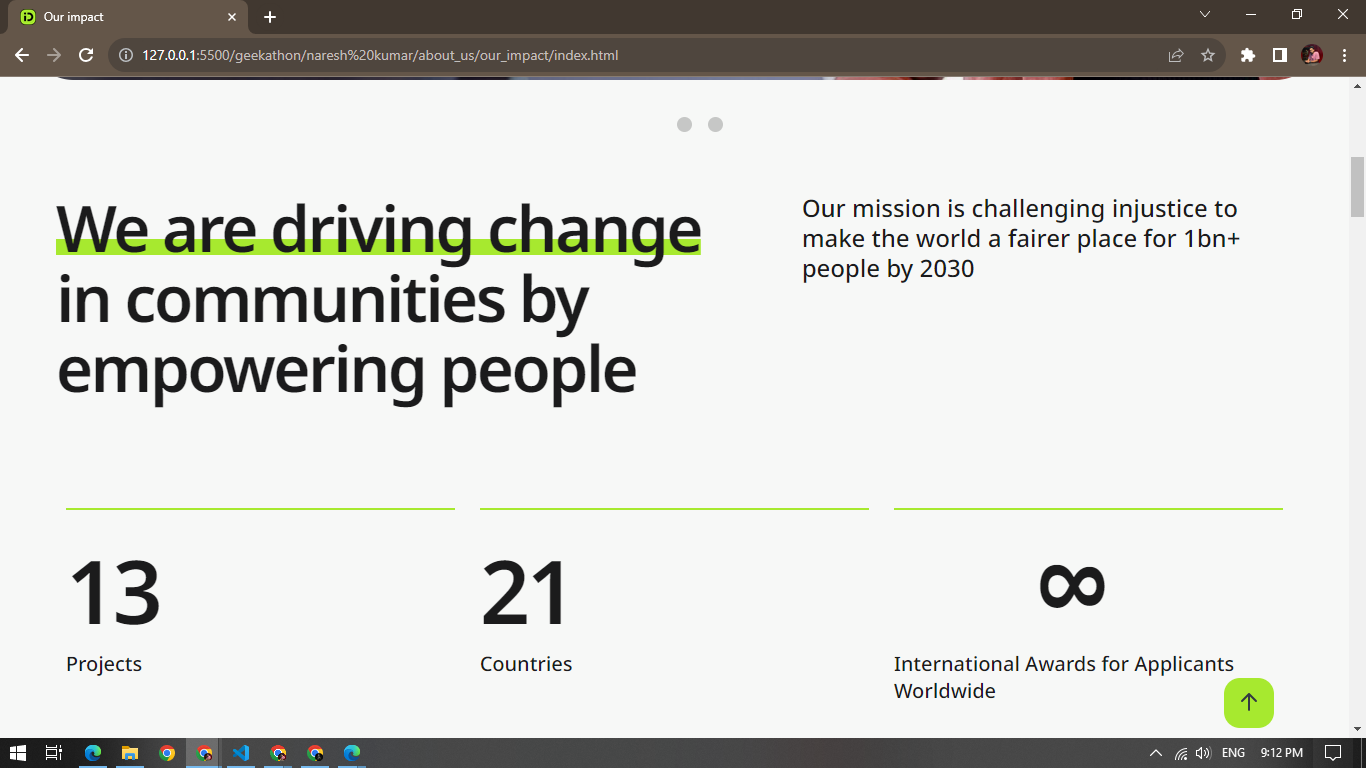 Our impact
127.0.0.1:5500/geekathon/naresh%20kumar/about_us/our_impact/index.html
We are driving change
in communities by
empowering people
Our mission is challenging injustice to
make the world a fairer place for 1bn+
people by 2030
13
Projects
21
Countries
∞
International Awards for Applicants
Worldwide
ENG
9:12 PM